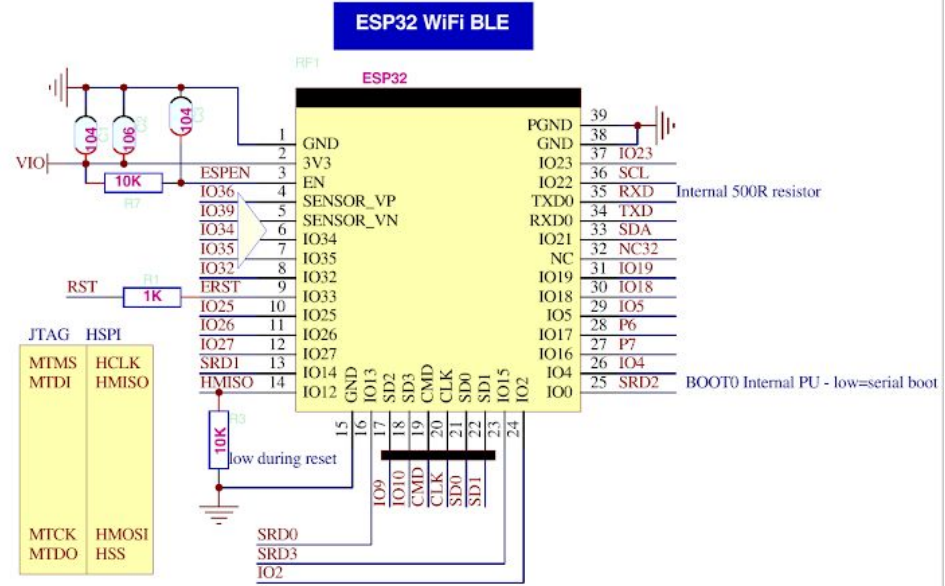 ESP32 WiFi BLE
RF1
ESP32
104
C1
106
C2
104
C3
VIO
10K
R7
1 GND
2 3V3
ESPEN 3 EN
IO36 4 SENSOR_VP
IO39 5 SENSOR_VN
IO34 6 IO34
IO35 7 IO35
IO32 8 IO32
RST
R1
1K
ERST 9 IO33
IO25 10 IO25
IO26 11 IO26
IO27 12 IO27
SRD1 13 IO14
HMISO 14 IO12
PGND 39
GND 38
IO23 37 IO23
IO22 36 SCL
TXD0 35 RXD Internal 500R resistor
RXD0 34 TXD
IO21 33 SDA
NC 32 NC32
IO19 31 IO19
IO18 30 IO18
IO5 29 IO5
IO17 28 P6
IO16 27 P7
IO4 26 IO4
IO0 25 SRD2 BOOT0 Internal PU - low=serial boot
GND IO13 SD2 SD3 CMD CLK SD0 SD1 IO15 IO2
15 16 17 18 19 20 21 22 23 24
IO9 IO10 CMD CLK SD0 SD1
R3
10K
low during reset
SRD0
SRD3
IO2
JTAG HSPI
MTMS HCLK
MTDI HMISO
MTCK HMOSI
MTDO HSS